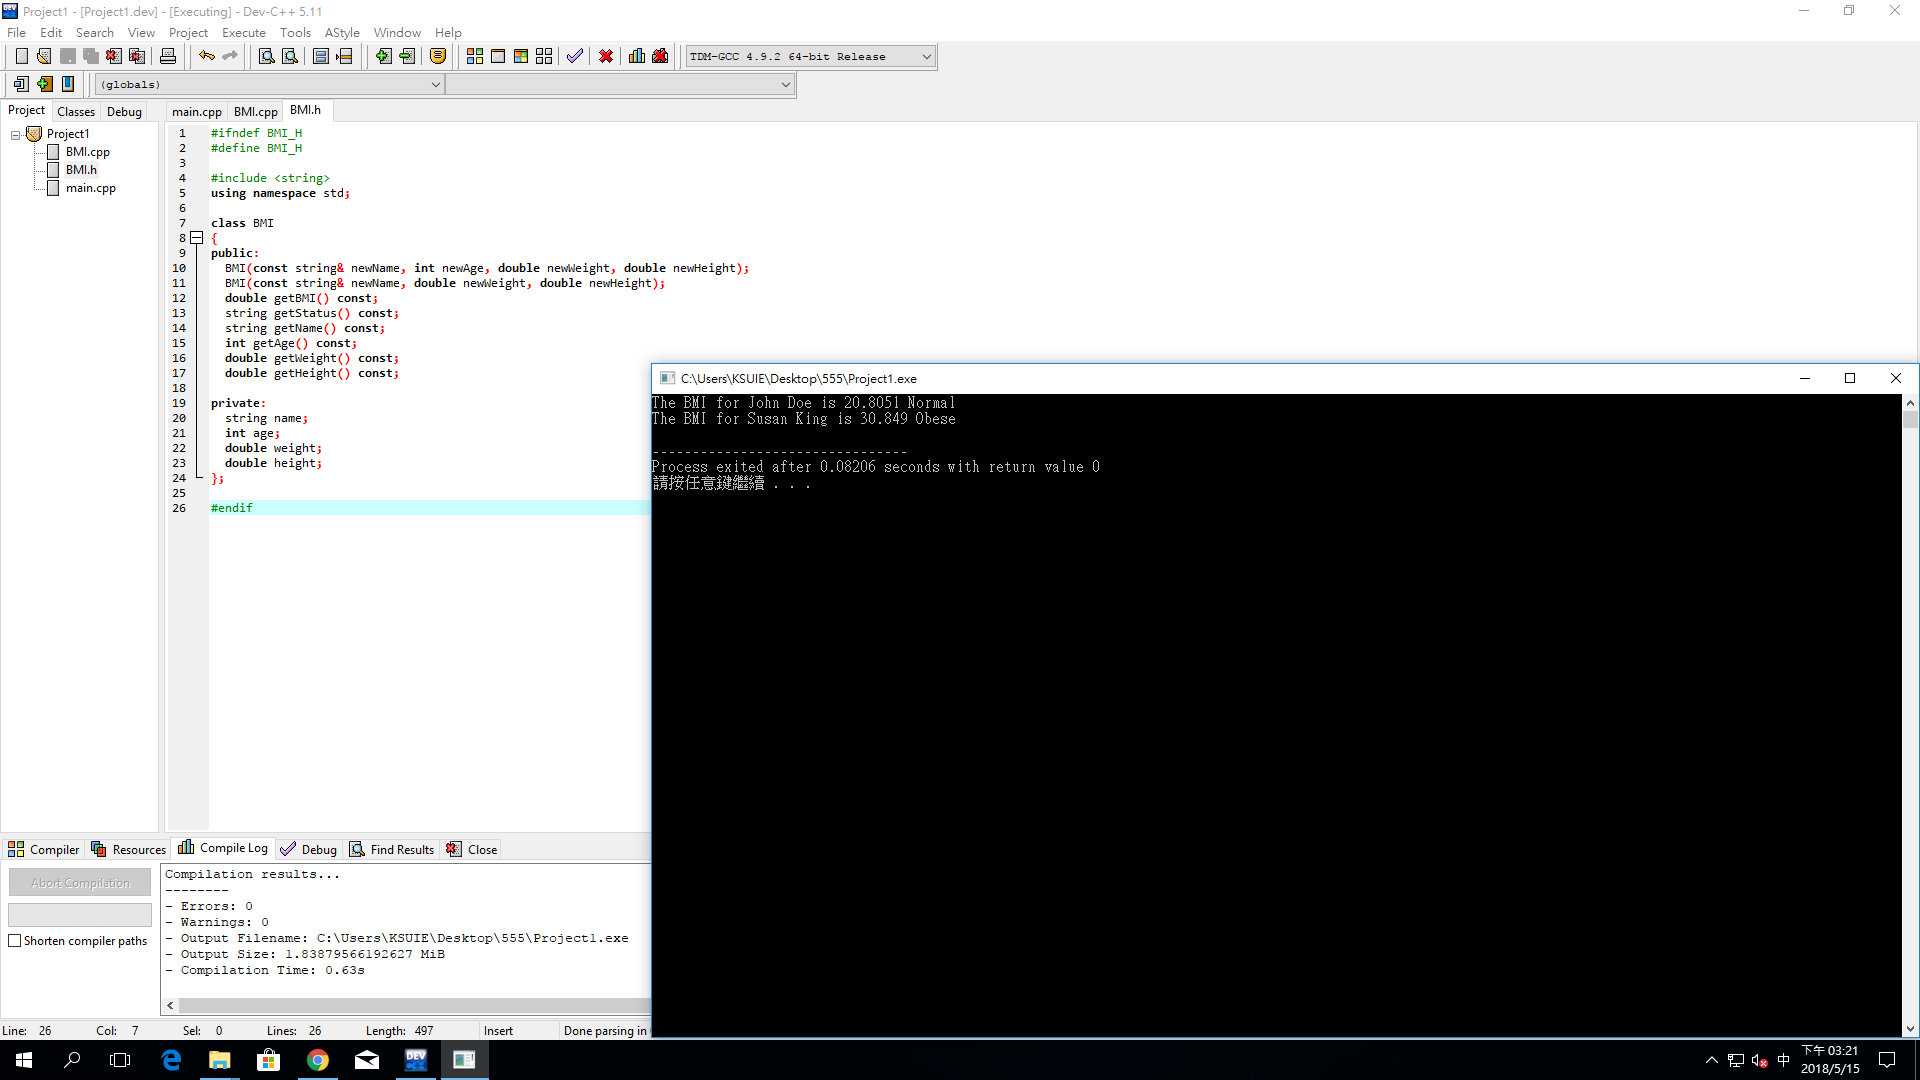 Project1 - [Project1.dev] - [Executing] - Dev-C++ 5.11
File Edit Search View Project Execute Tools AStyle Window Help
TDM-GCC 4.9.2 64-bit Release
(globals)
Project Classes Debug
main.cpp BMI.cpp BMI.h
Project1
BMI.cpp
BMI.h
main.cpp
1 #ifndef BMI_H
2 #define BMI_H
3
4 #include <string>
5 using namespace std;
6
7 class BMI
8 {
9 public:
10 BMI(const string& newName, int newAge, double newWeight, double newHeight);
11 BMI(const string& newName, double newWeight, double newHeight);
12 double getBMI() const;
13 string getStatus() const;
14 string getName() const;
15 int getAge() const;
16 double getWeight() const;
17 double getHeight() const;
18
19 private:
20 string name;
21 int age;
22 double weight;
23 double height;
24 };
25
26 #endif
C:\Users\KSUIE\Desktop\555\Project1.exe
The BMI for John Doe is 20.8051 Normal
The BMI for Susan King is 30.849 Obese
--------------------------------
Process exited after 0.08206 seconds with return value 0
請按任意鍵繼續 . . .
Compiler Resources Compile Log Debug Find Results Close
Abort Compilation
Shorten compiler paths
Compilation results...
--------
- Errors: 0
- Warnings: 0
- Output Filename: C:\Users\KSUIE\Desktop\555\Project1.exe
- Output Size: 1.83879566192627 MiB
- Compilation Time: 0.63s
Line: 26 Col: 7 Sel: 0 Lines: 26 Length: 497 Insert Done parsing in
DEV C++
中
下午 03:21
2018/5/15